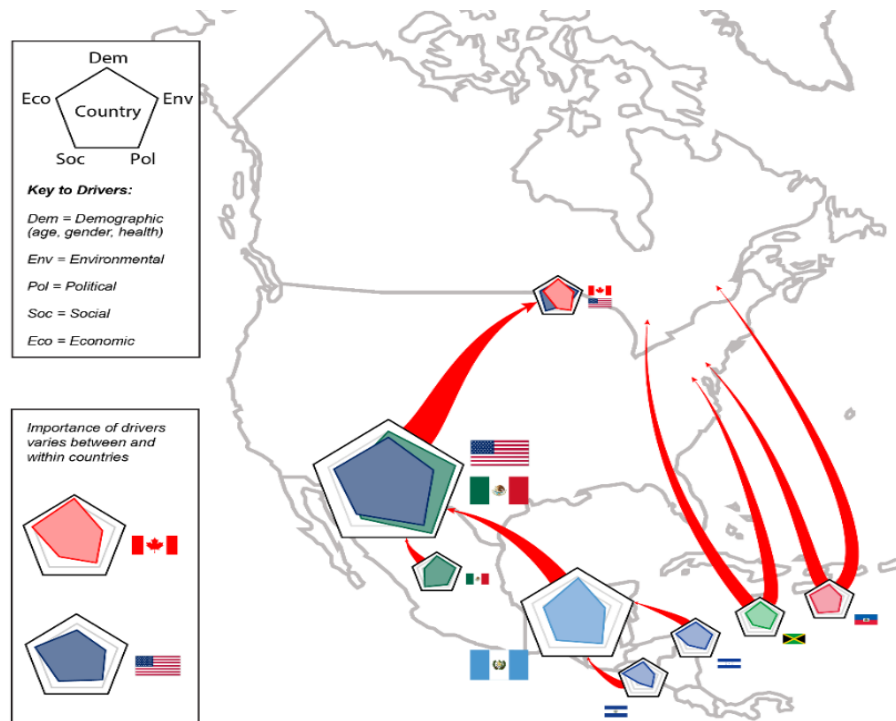 Dem
Eco
Env
Country
Soc
Pol
Key to Drivers:
Dem = Demographic
(age, gender, health)
Env = Environmental
Pol = Political
Soc = Social
Eco = Economic
Importance of drivers
varies between and
within countries